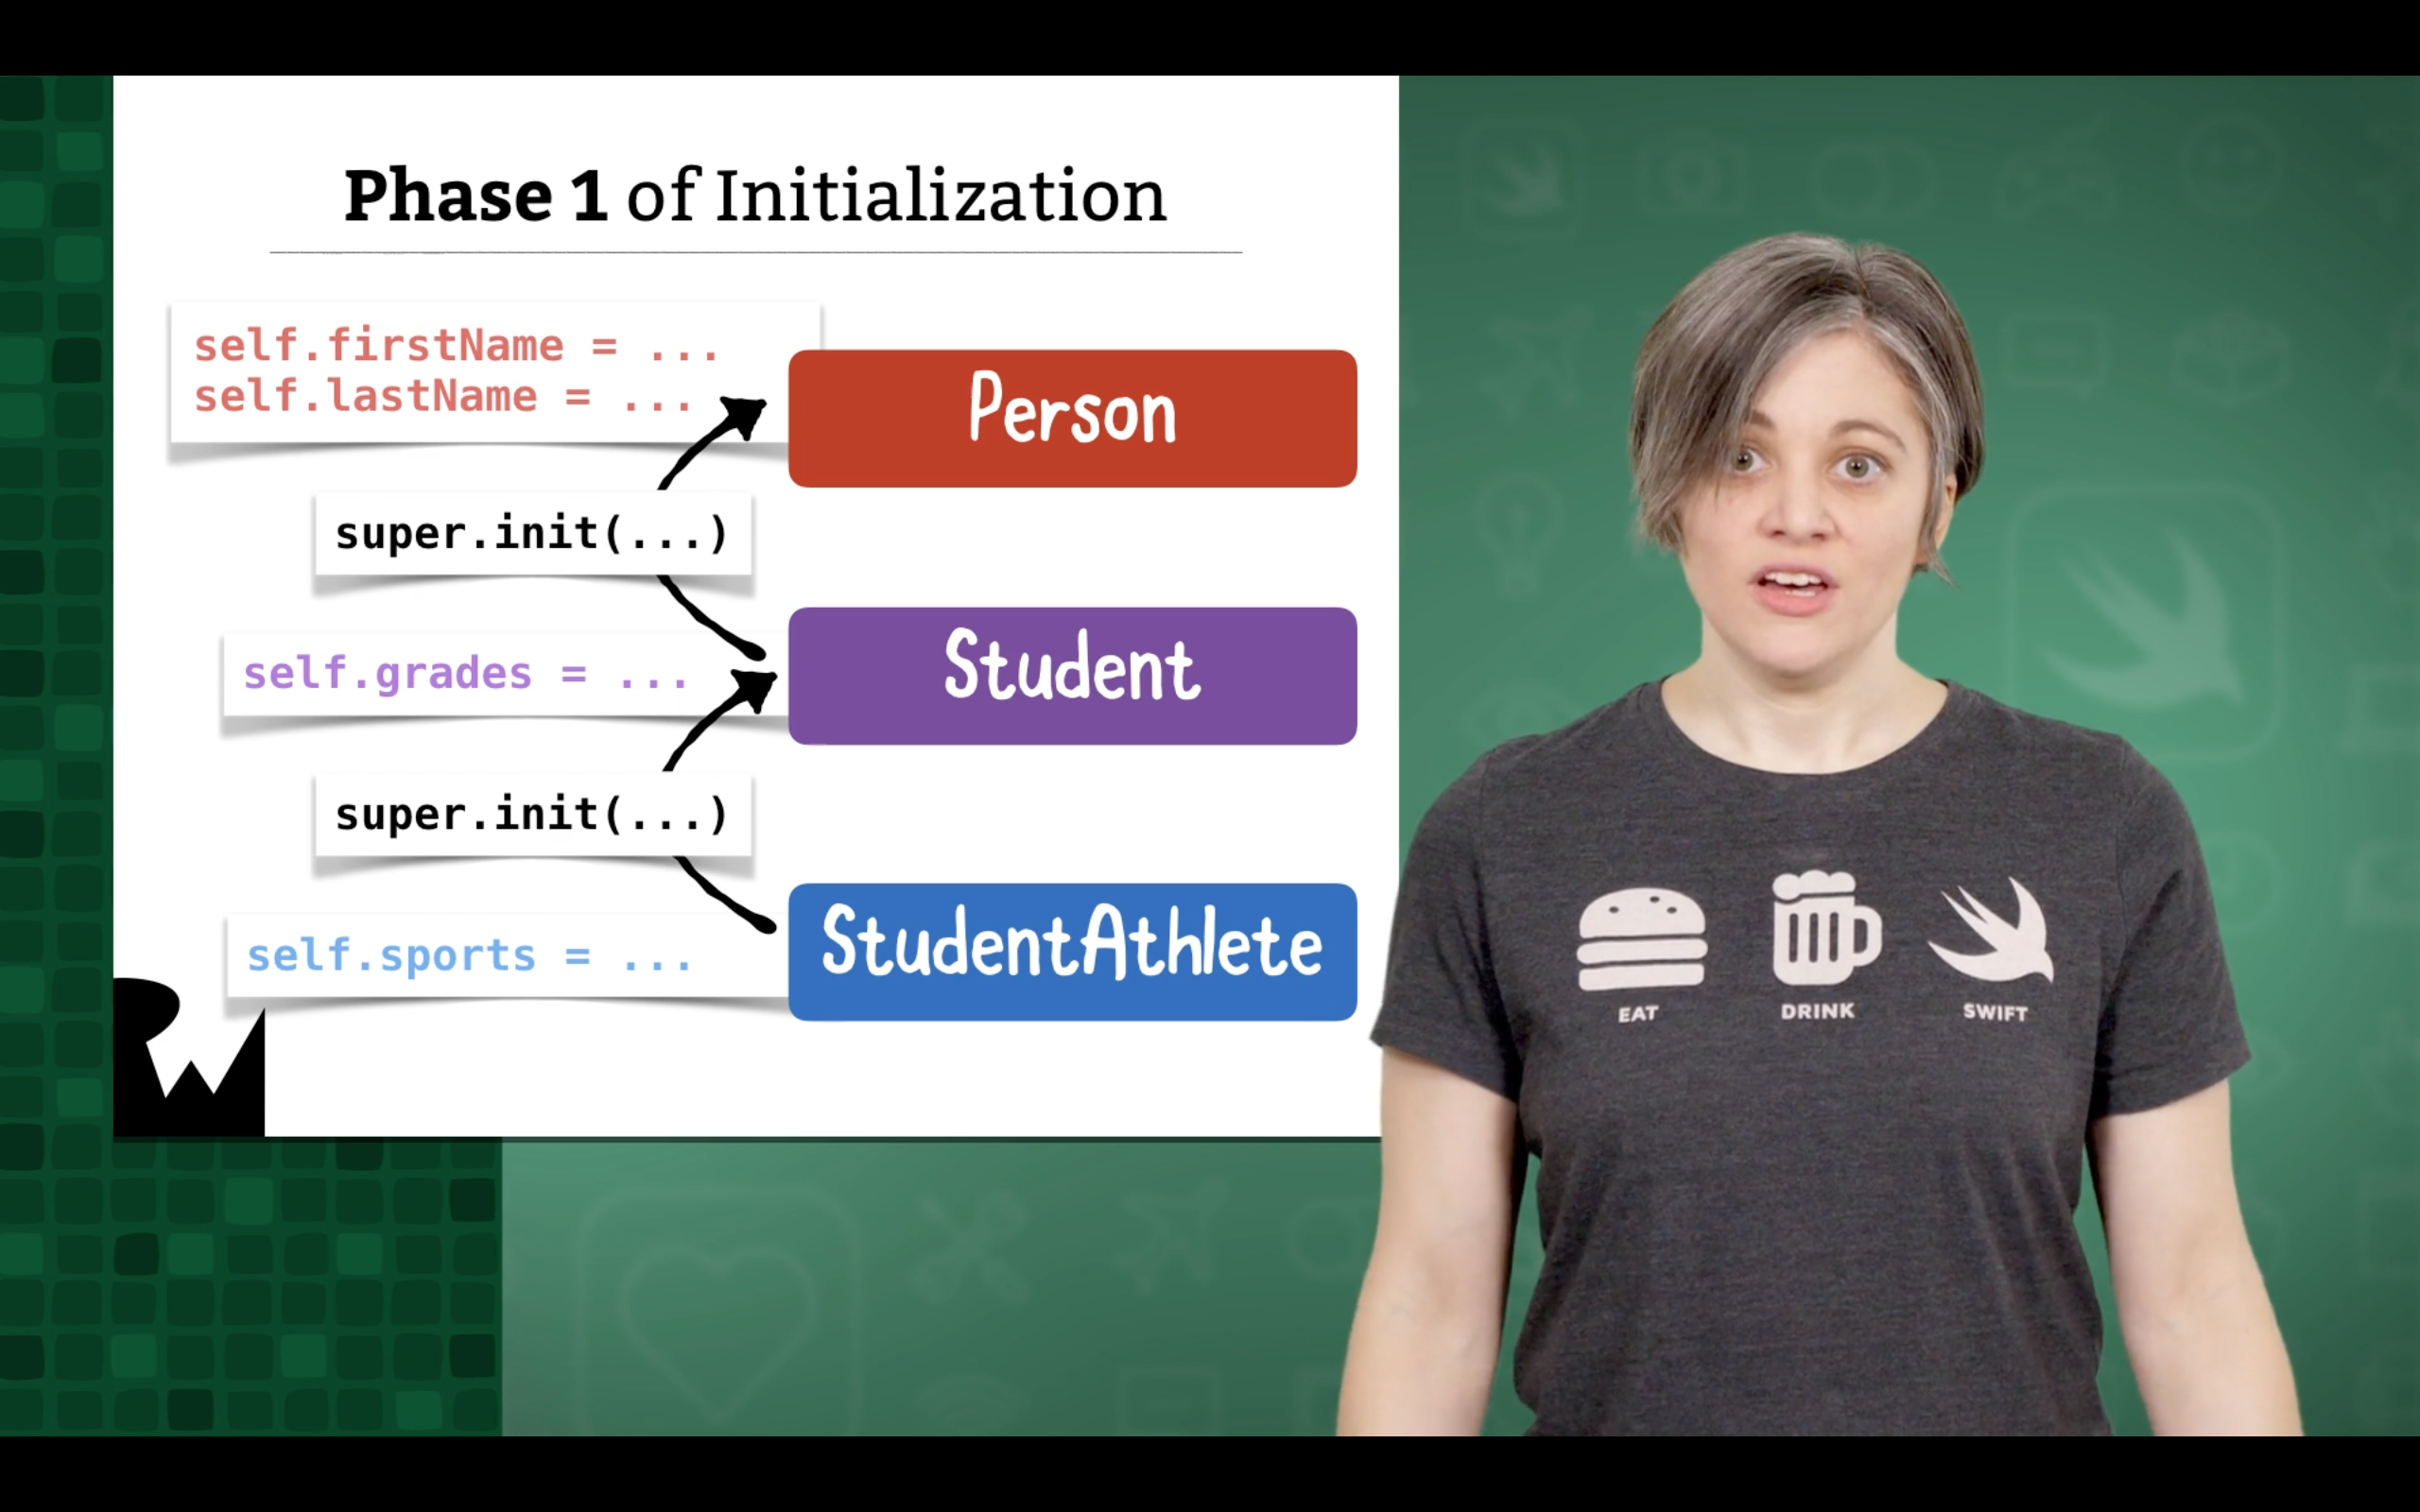 Phase 1 of Initialization
self.firstName = ...
self.lastName = ...
Person
super.init(...)
self.grades = ...
Student
super.init(...)
self.sports = ...
StudentAthlete
EAT
DRINK
SWIFT